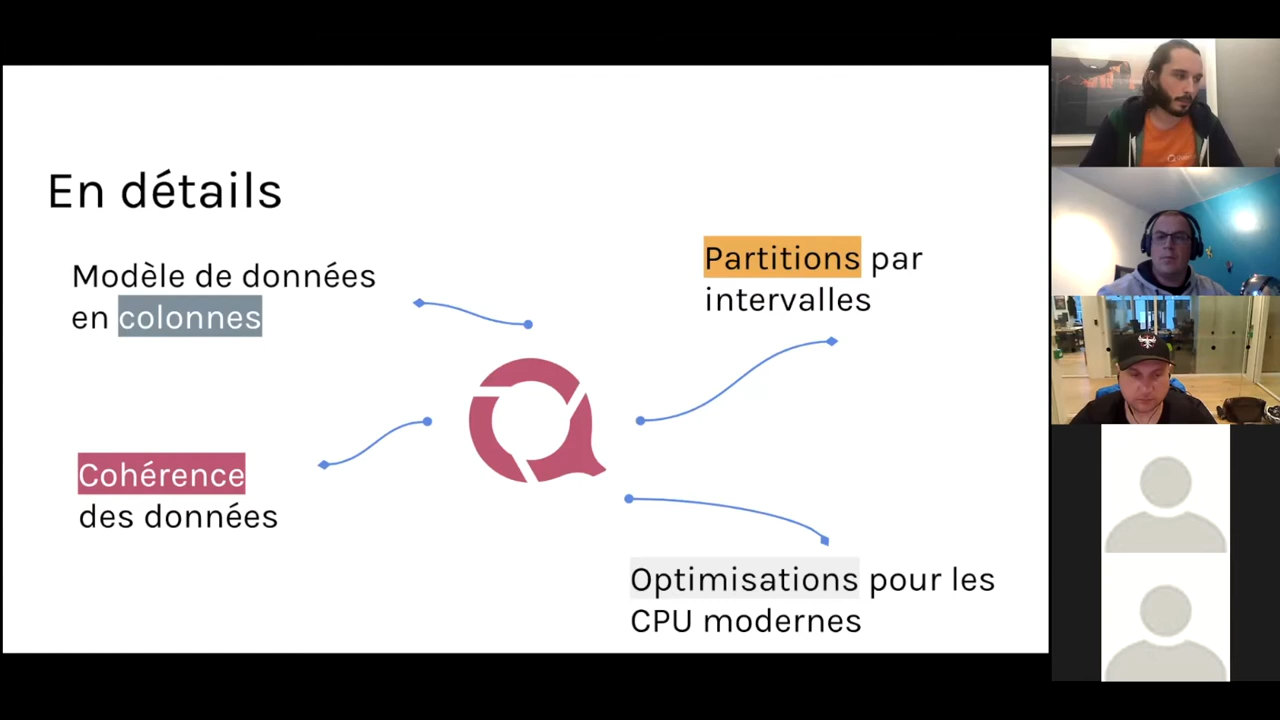 En détails
Modèle de données
en colonnes
Partitions par
intervalles
Cohérence
des données
Optimisations pour les
CPU modernes